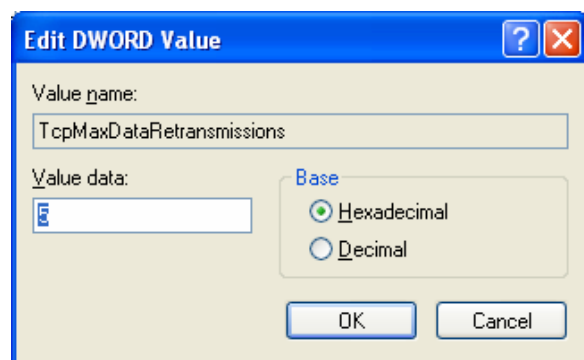 Edit DWORD Value
Value name:
TcpMaxDataRetransmissions
Value data:
5
Base
Hexadecimal
Decimal
OK
Cancel